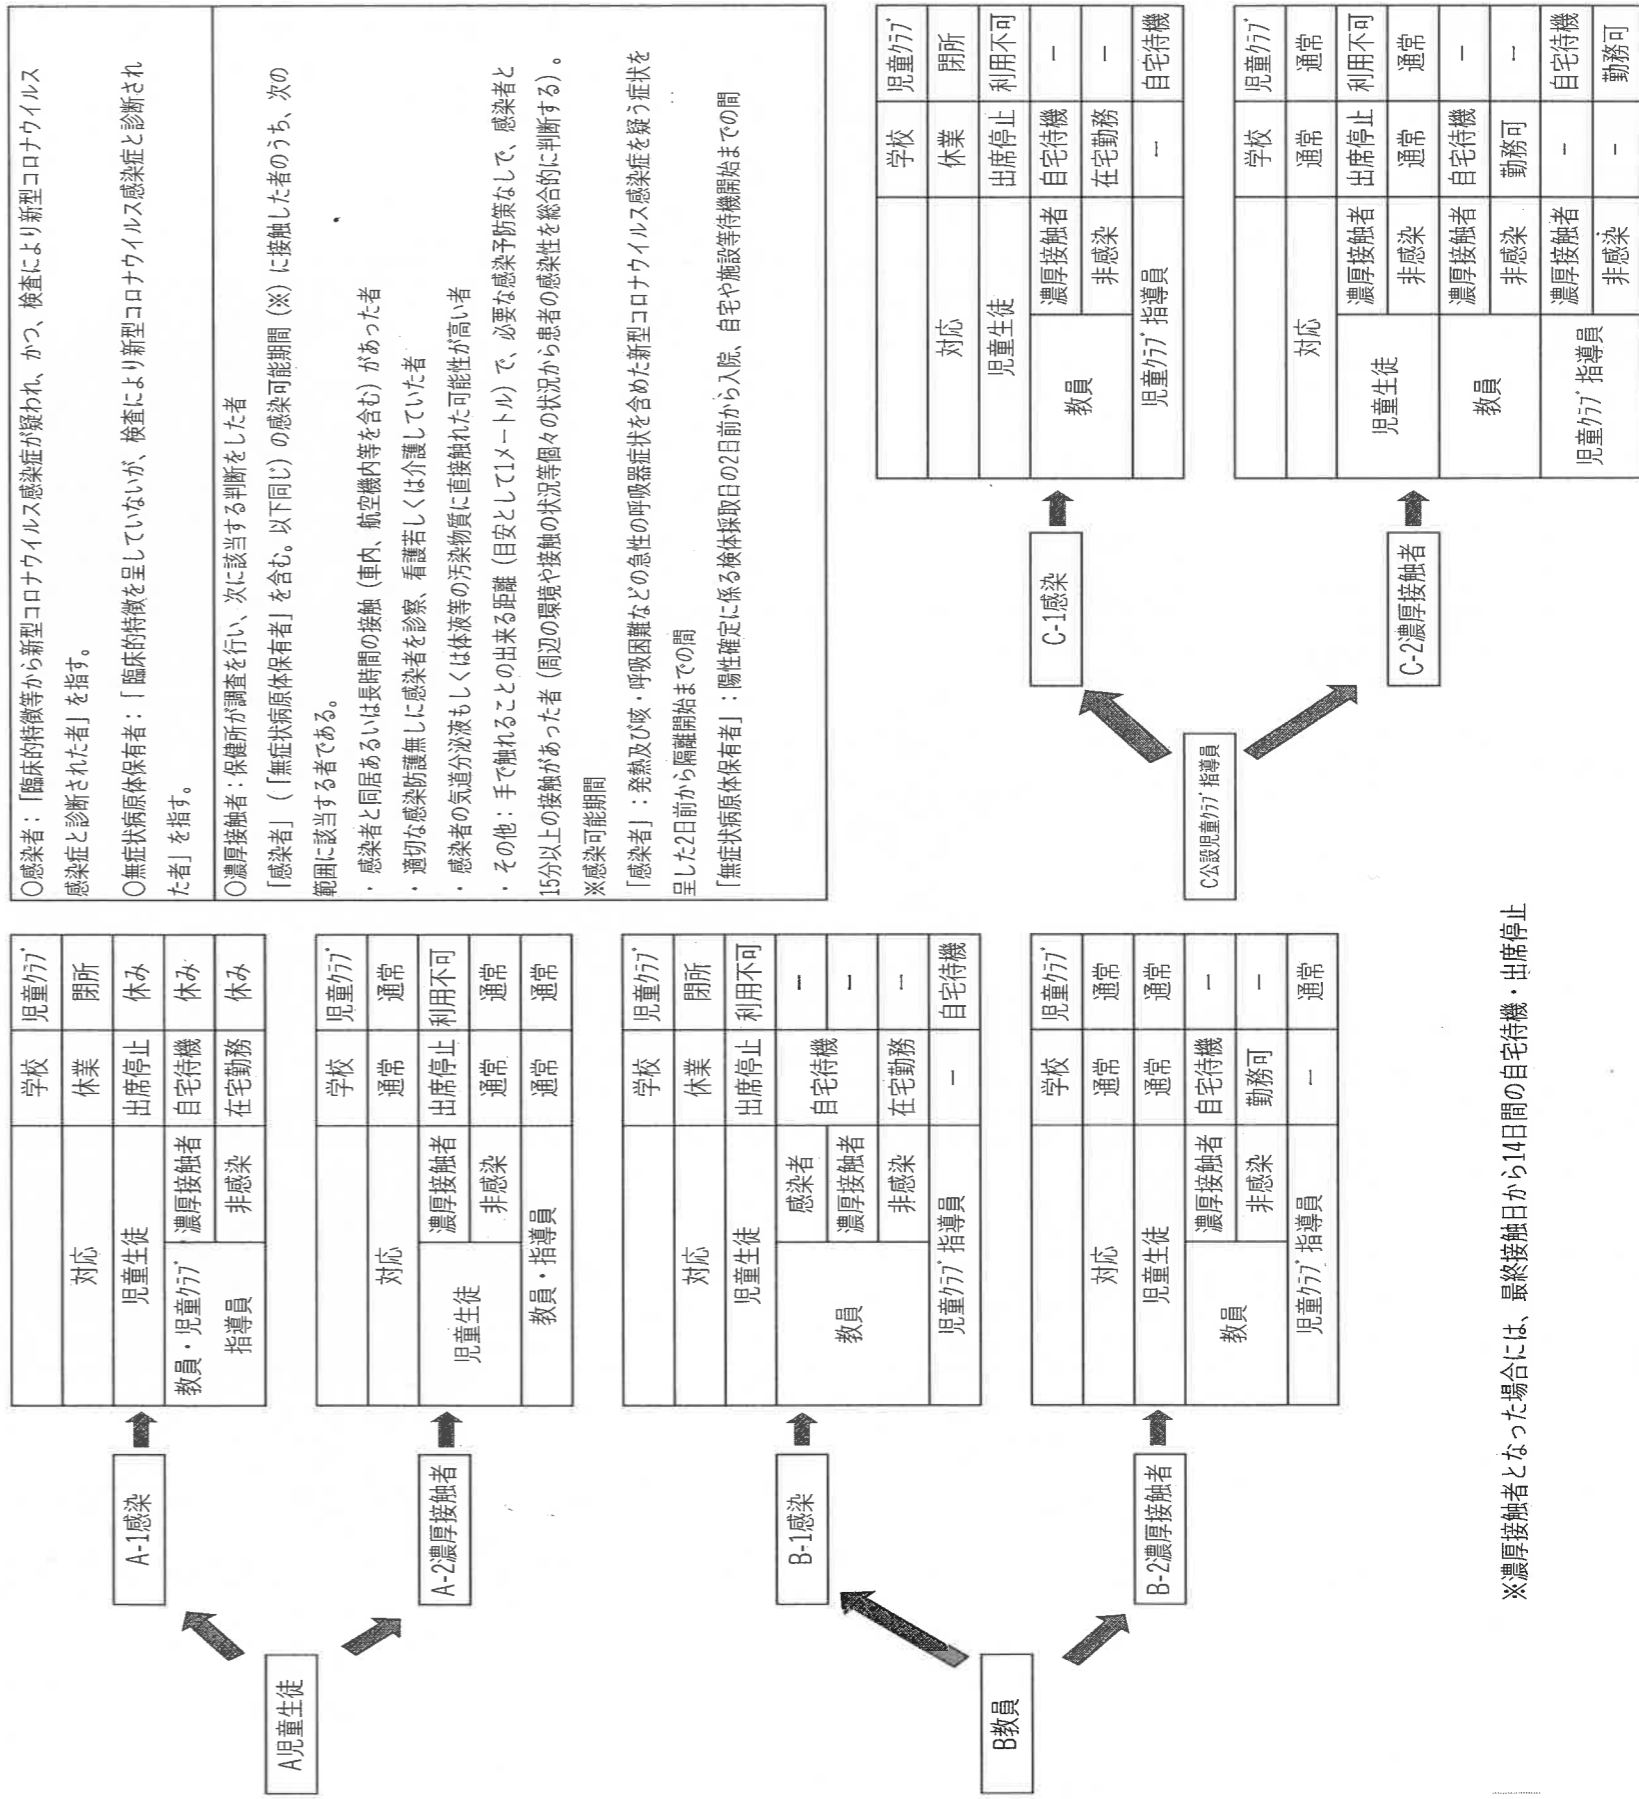 A児童生徒
A-1感染
学校 児童クラブ
対応 休業 閉所
児童生徒 出席停止 休み
教員・児童クラブ 濃厚接触者 自宅待機 休み
指導員 非感染 在宅勤務 休み
A-2濃厚接触者
学校 児童クラブ
対応 通常 通常
児童生徒 濃厚接触者 出席停止 利用不可
非感染 通常 通常
教員・指導員 通常 通常
B教員
B-1感染
学校 児童クラブ
対応 休業 閉所
児童生徒 出席停止 利用不可
教員 感染者 自宅待機 ー
濃厚接触者 ー
非感染 在宅勤務 ー
児童クラブ指導員 ー 自宅待機
B-2濃厚接触者
学校 児童クラブ
対応 通常 通常
児童生徒 通常 通常
教員 濃厚接触者 自宅待機 ー
非感染 勤務可 ー
児童クラブ指導員 ー 通常
※濃厚接触者となった場合には、最終接触日から14日間の自宅待機・出席停止
〇感染者：「臨床的特徴等から新型コロナウイルス感染症が疑われ、かつ、検査により新型コロナウイルス
感染症と診断された者」を指す。
〇無症状病原体保有者：「臨床的特徴を呈していないが、検査により新型コロナウイルス感染症と診断され
た者」を指す。
〇濃厚接触者：保健所が調査を行い、次に該当する判断をした者
「感染者」（「無症状病原体保有者」を含む。以下同じ）の感染可能期間（※）に接触した者のうち、次の
範囲に該当する者である。
・感染者と同居あるいは長時間の接触（車内、航空機内等を含む）があった者
・適切な感染防護無しに感染者を診察、看護若しくは介護していた者
・感染者の気道分泌液もしくは体液等の汚染物質に直接触れた可能性が高い者
・その他：手で触れることの出来る距離（目安として1メートル）で、必要な感染予防策なしで、感染者と
15分以上の接触があった者（周辺の環境や接触の状況等個々の状況から患者の感染性を総合的に判断する）。
※感染可能期間
「感染者」：発熱及び咳・呼吸困難などの急性の呼吸器症状を含めた新型コロナウイルス感染症を疑う症状を
呈した2日前から隔離開始までの間
「無症状病原体保有者」：陽性確定に係る検体採取日の2日前から入院、自宅や施設等待機開始までの間
C公設児童クラブ指導員
C-1感染
学校 児童クラブ
対応 休業 閉所
児童生徒 出席停止 利用不可
教員 濃厚接触者 自宅待機 ー
非感染 在宅勤務 ー
児童クラブ指導員 ー 自宅待機
C-2濃厚接触者
学校 児童クラブ
対応 通常 通常
児童生徒 濃厚接触者 出席停止 利用不可
非感染 通常 通常
教員 濃厚接触者 自宅待機 ー
非感染 勤務可 ー
児童クラブ指導員 濃厚接触者 ー 自宅待機
非感染 ー 勤務可